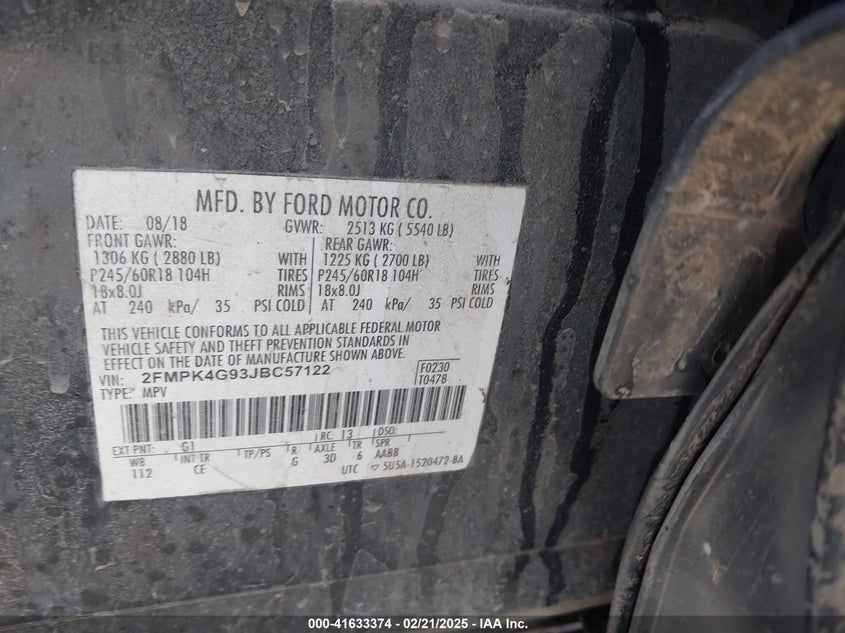 MFD. BY FORD MOTOR CO.
DATE: 08/18 GVWR: 2513 KG ( 5540 LB)
FRONT GAWR: REAR GAWR:
1306 KG ( 2880 LB) WITH 1225 KG ( 2700 LB) WITH
P245/60R18 104H TIRES P245/60R18 104H TIRES
18x8.0J RIMS 18x8.0J RIMS
AT 240 kPa/ 35 PSI COLD AT 240 kPa/ 35 PSI COLD
THIS VEHICLE CONFORMS TO ALL APPLICABLE FEDERAL MOTOR
VEHICLE SAFETY AND THEFT PREVENTION STANDARDS IN
EFFECT ON THE DATE OF MANUFACTURE SHOWN ABOVE.
VIN: 2FMPK4G93JBC57122 F0230
TYPE: MPV T0478
EXT PNT: G1 RC: 13 DSO:
WB INT TR TP/PS R AXLE TR SPR
112 CE G 3D 6 AABB
UTC ▽ 5U5A-1520472-BA
000-41633374 — 02/21/2025 — IAA Inc.